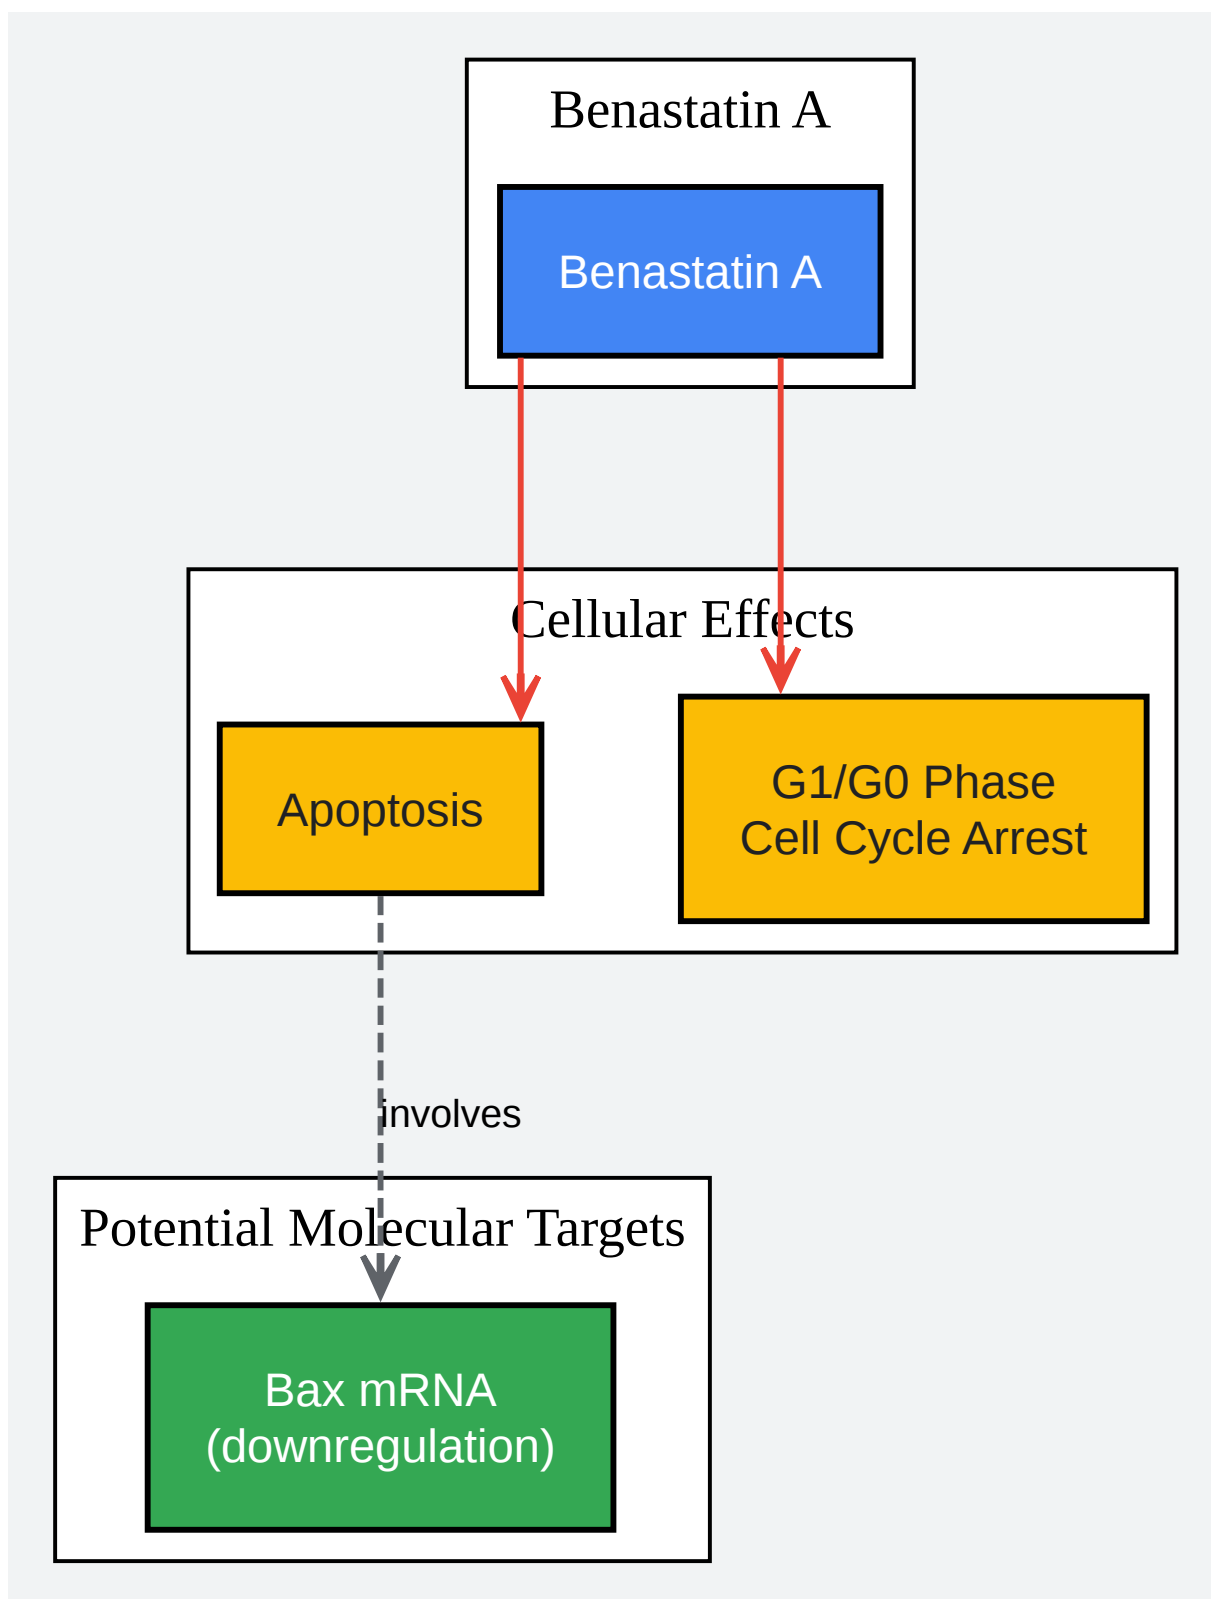 Benastatin A
Benastatin A
Cellular Effects
Apoptosis
G1/G0 Phase
Cell Cycle Arrest
involves
Potential Molecular Targets
Bax mRNA
(downregulation)